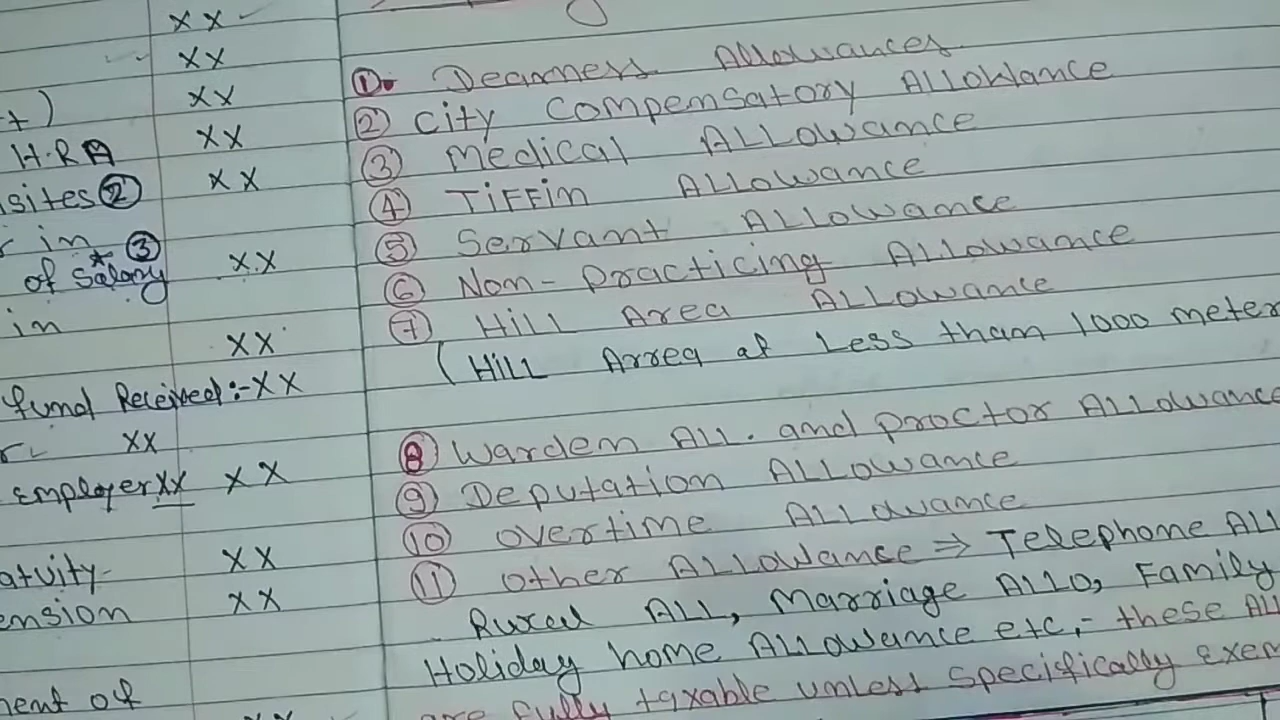 XX
XX
XX
t)
H.RA XX
sites ② XX
in ③
of Salary XX
in
XX
fund Received:- XX
XX
Employer XX XX
atuity XX
ension XX
ment of
①. Dearness Allowances
② City Compensatory Allowance
③ Medical Allowance
④ Tiffin Allowance
⑤ Servant Allowance
⑥ Non-Practicing Allowance
⑦ Hill Area Allowance
(Hill Arreq at Less than 1000 meter
⑧ Warden All. and proctor Allowance
⑨ Deputation Allowance
⑩ Overtime Allowance
⑪ Other Allowance ⇒ Telephone All
Rural All, Marriage Allo, Family
Holiday home Allowance etc,- these All
are fully taxable unless specisfically exem